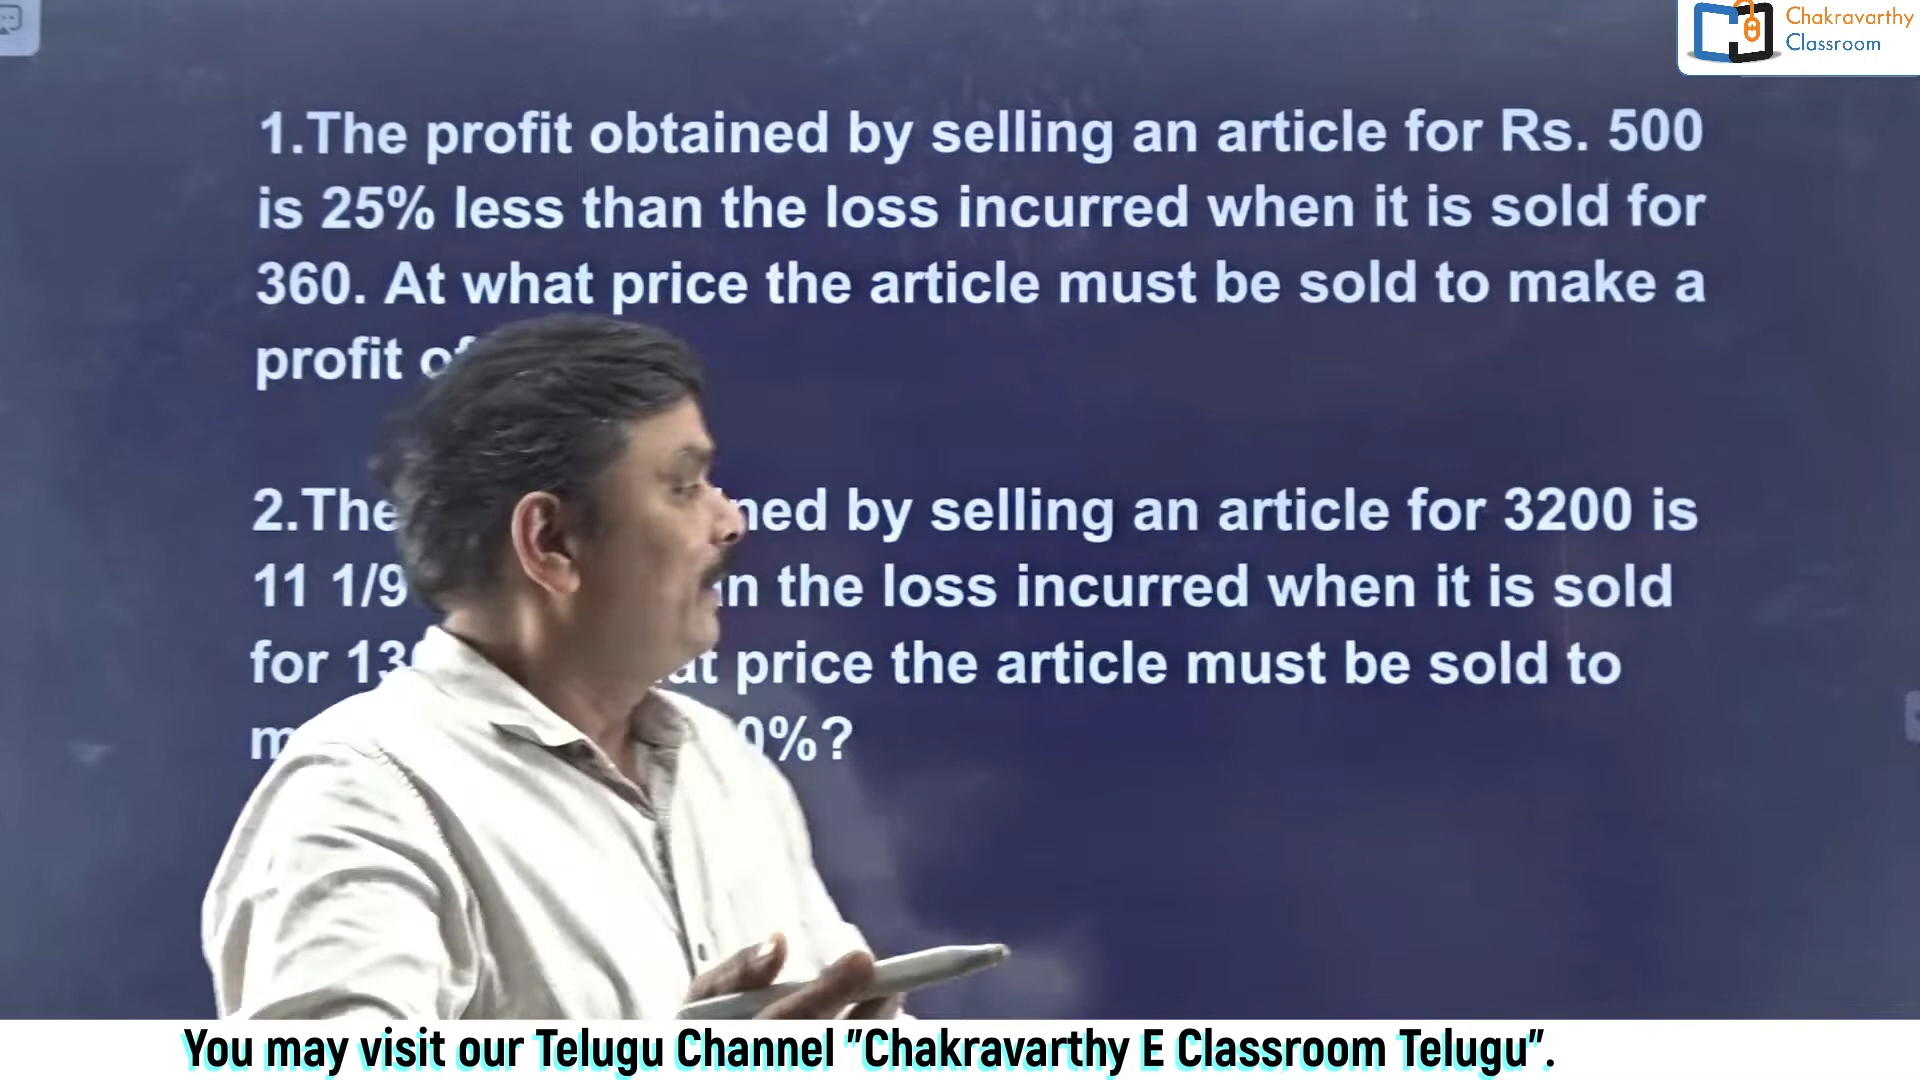 Chakravarthy
Classroom
1.The profit obtained by selling an article for Rs. 500
is 25% less than the loss incurred when it is sold for
360. At what price the article must be sold to make a
profit
2.The by selling an article for 3200 is
11 1/9 the loss incurred when it is sold
for price the article must be sold to
You may visit our Telugu Channel "Chakravarthy E Classroom Telugu".